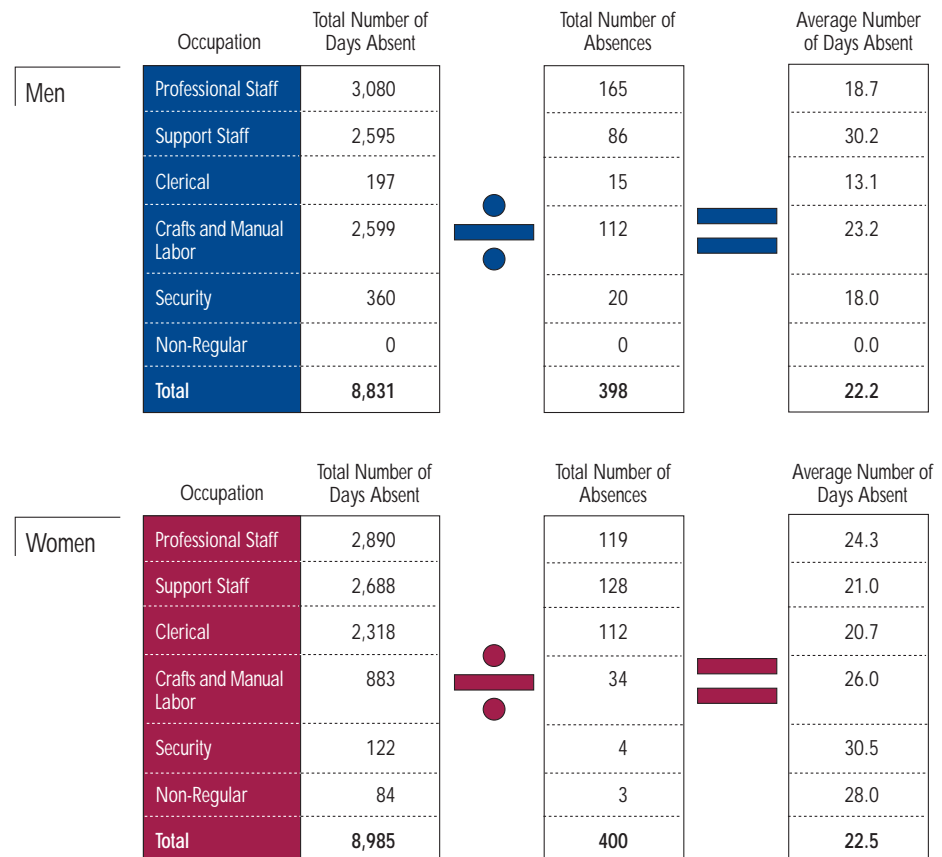 Total Number of Total Number of Average Number
Occupation Days Absent Absences of Days Absent
Men
Professional Staff 3,080 165 18.7
Support Staff 2,595 86 30.2
Clerical 197 15 13.1
Crafts and Manual 2,599 112 23.2
Labor
Security 360 20 18.0
Non-Regular 0 0 0.0
Total 8,831 398 22.2
Total Number of Total Number of Average Number of
Occupation Days Absent Absences Days Absent
Women
Professional Staff 2,890 119 24.3
Support Staff 2,688 128 21.0
Clerical 2,318 112 20.7
Crafts and Manual 883 34 26.0
Labor
Security 122 4 30.5
Non-Regular 84 3 28.0
Total 8,985 400 22.5